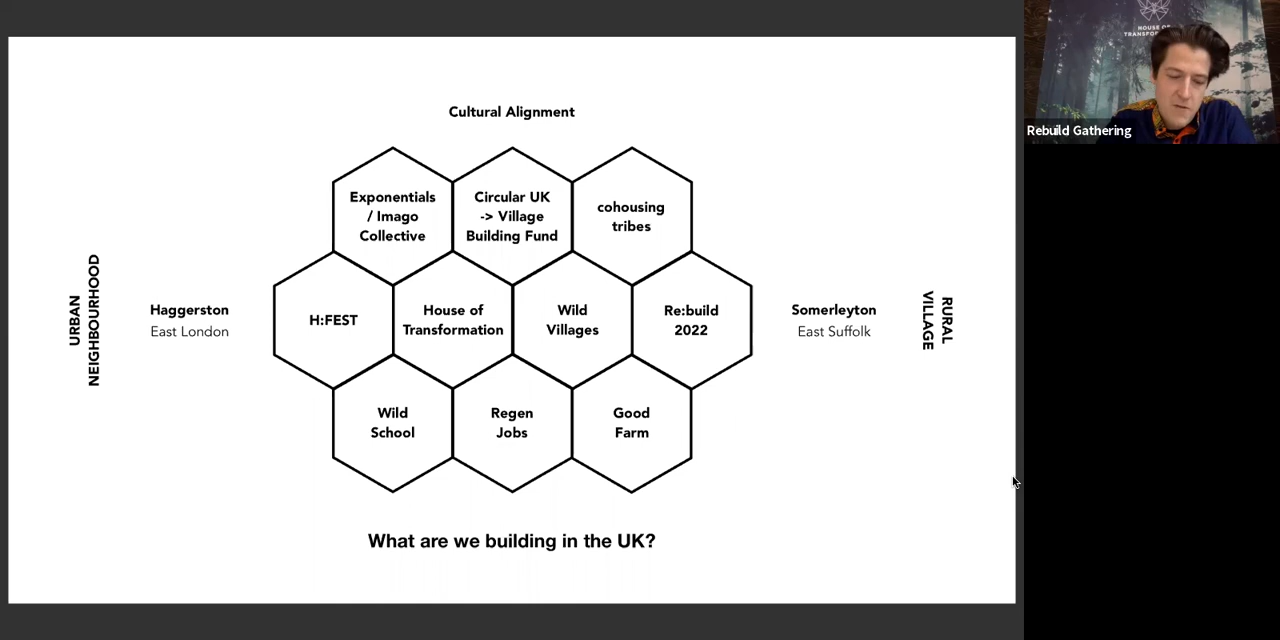 Cultural Alignment
Exponentials
/ Imago
Collective
Circular UK
-> Village
Building Fund
cohousing
tribes
URBAN
NEIGHBOURHOOD
Haggerston
East London
H:FEST
House of
Transformation
Wild
Villages
Re:build
2022
Somerleyton
East Suffolk
RURAL
VILLAGE
Wild
School
Regen
Jobs
Good
Farm
What are we building in the UK?
HOUSE OF
Rebuild Gathering